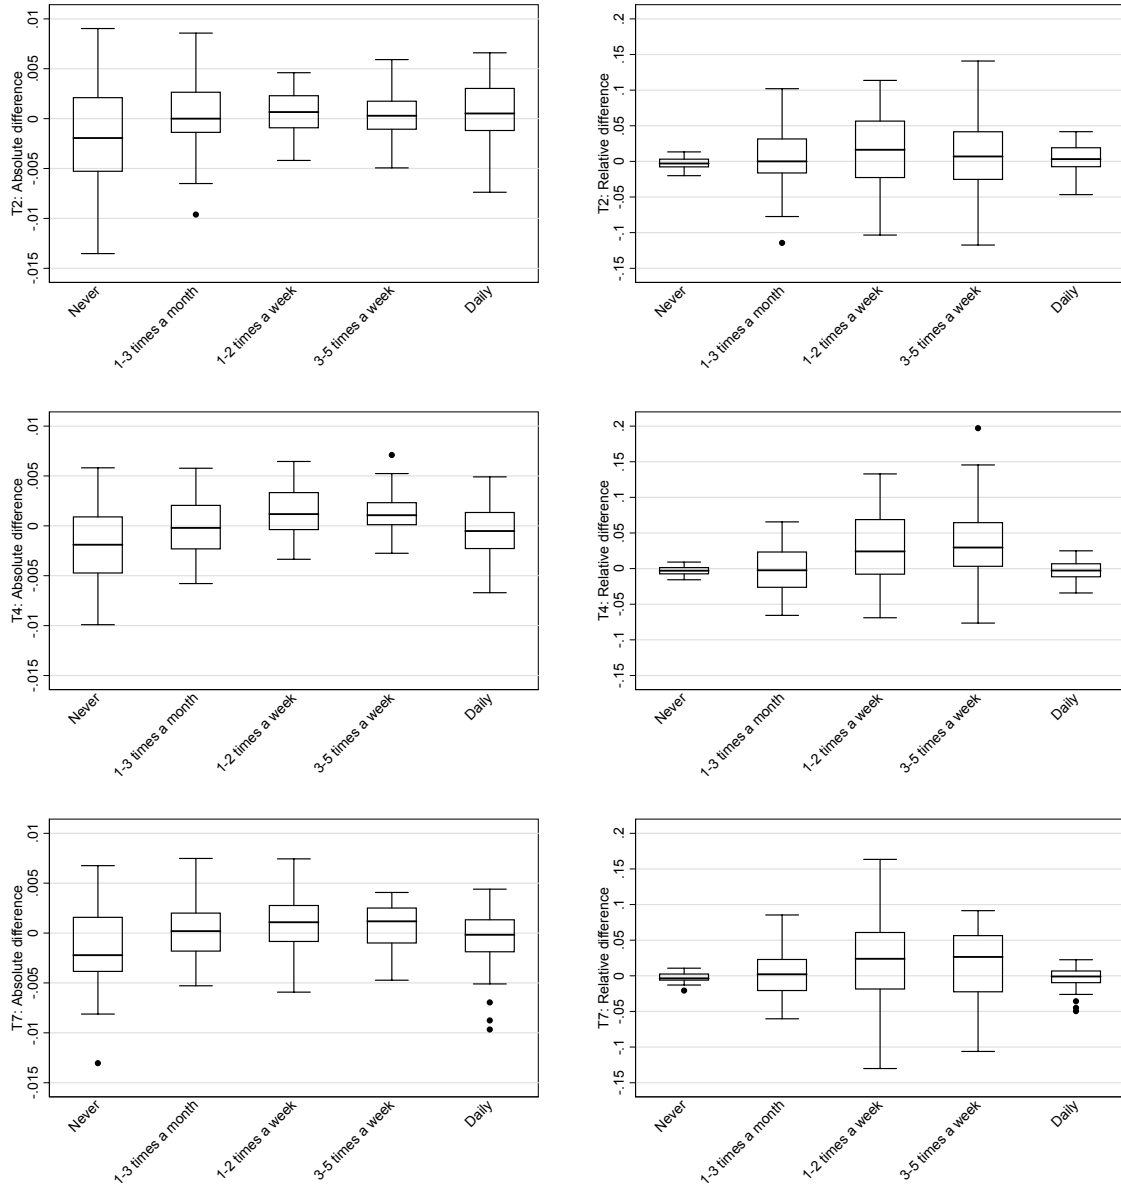 T2: Absolute difference
.01
.005
0
-.005
-.01
-.015
Never
1-3 times a month
1-2 times a week
3-5 times a week
Daily
T2: Relative difference
.2
.15
.1
.05
0
-.05
-.1
-.15
Never
1-3 times a month
1-2 times a week
3-5 times a week
Daily
T4: Absolute difference
.01
.005
0
-.005
-.01
-.015
Never
1-3 times a month
1-2 times a week
3-5 times a week
Daily
T4: Relative difference
.2
.15
.1
.05
0
-.05
-.1
-.15
Never
1-3 times a month
1-2 times a week
3-5 times a week
Daily
T7: Absolute difference
.01
.005
0
-.005
-.01
-.015
Never
1-3 times a month
1-2 times a week
3-5 times a week
Daily
T7: Relative difference
.2
.15
.1
.05
0
-.05
-.1
-.15
Never
1-3 times a month
1-2 times a week
3-5 times a week
Daily